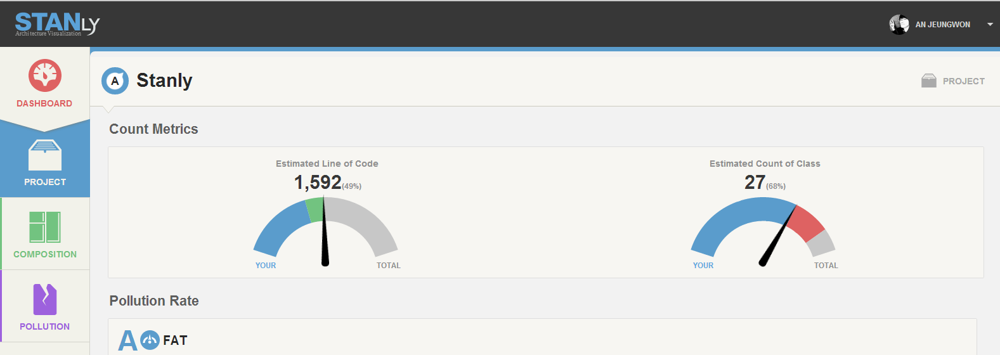 STANLY
Architecture Visualization
AN JEUNGWON
DASHBOARD
A
Stanly
PROJECT
PROJECT
COMPOSITION
POLLUTION
Count Metrics
Estimated Line of Code
1,592(49%)
YOUR
TOTAL
Estimated Count of Class
27(68%)
YOUR
TOTAL
Pollution Rate
A FAT